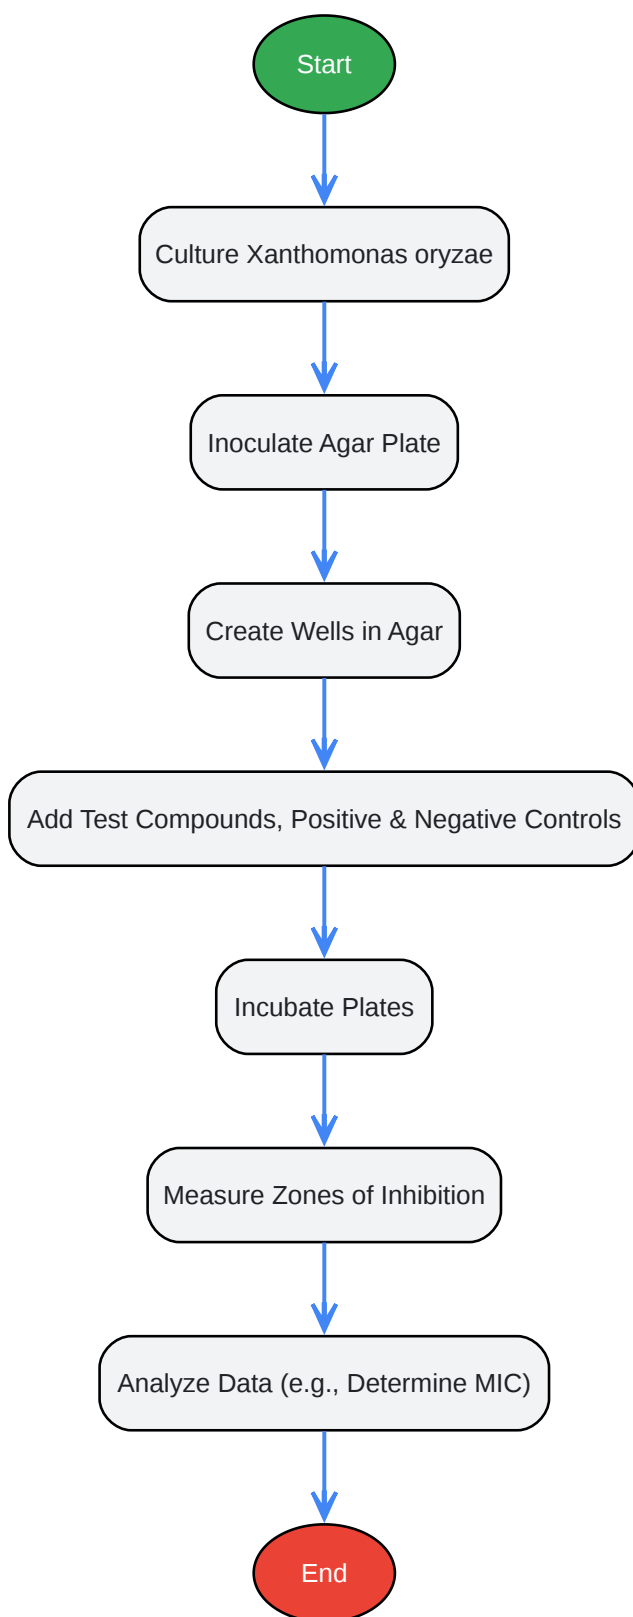 Start
Culture Xanthomonas oryzae
Inoculate Agar Plate
Create Wells in Agar
Add Test Compounds, Positive & Negative Controls
Incubate Plates
Measure Zones of Inhibition
Analyze Data (e.g., Determine MIC)
End